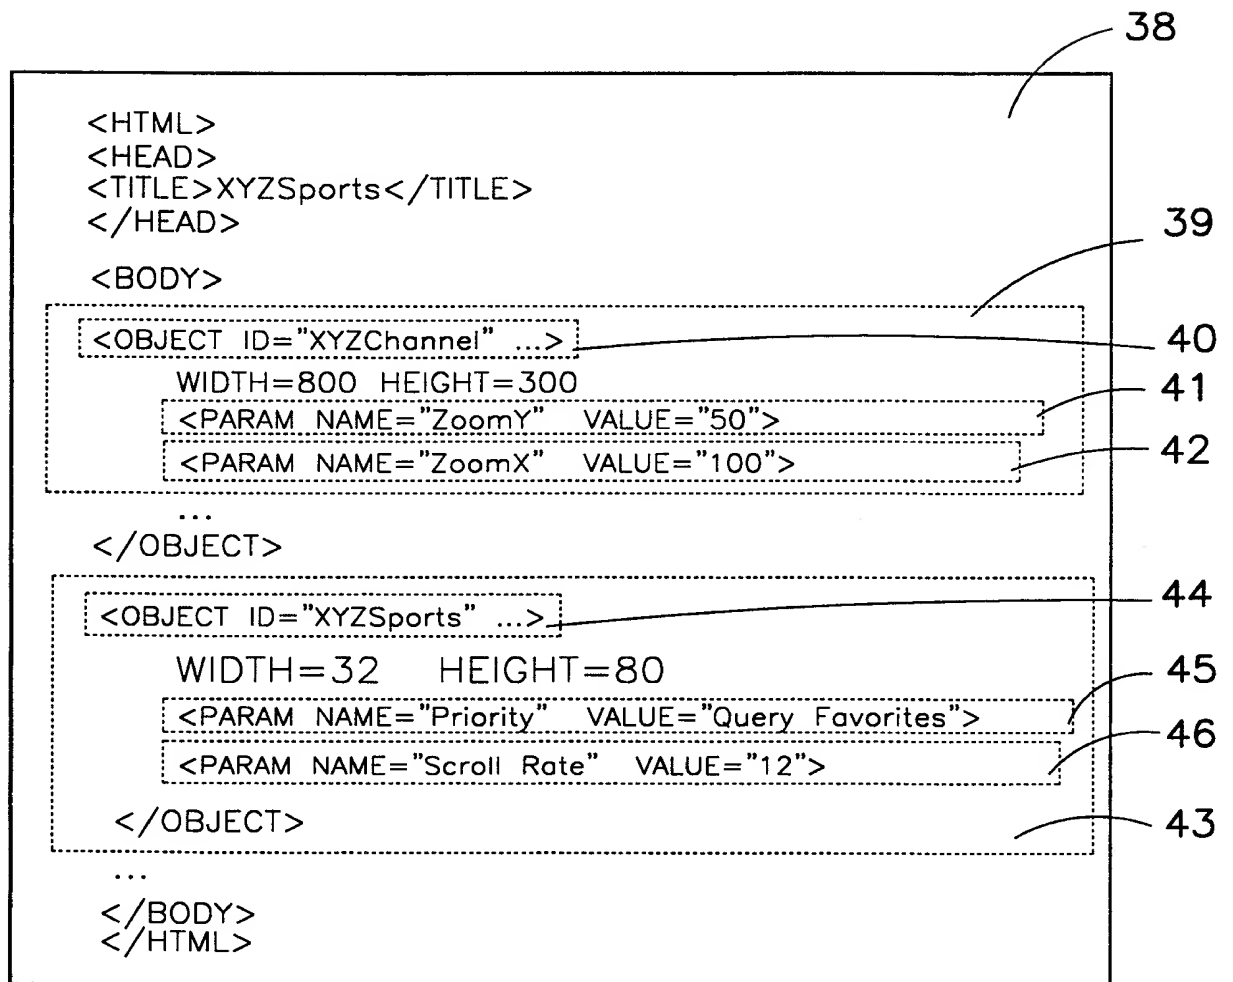 38
<HTML>
<HEAD>
<TITLE>XYZSports</TITLE>
</HEAD>
39
<BODY>
<OBJECT ID="XYZChannel" ...>
40
WIDTH=800 HEIGHT=300
41
<PARAM NAME="ZoomY" VALUE="50">
42
<PARAM NAME="ZoomX" VALUE="100">
...
</OBJECT>
44
<OBJECT ID="XYZSports" ...>
WIDTH=32 HEIGHT=80
45
<PARAM NAME="Priority" VALUE="Query Favorites">
46
<PARAM NAME="Scroll Rate" VALUE="12">
</OBJECT>
43
...
</BODY>
</HTML>